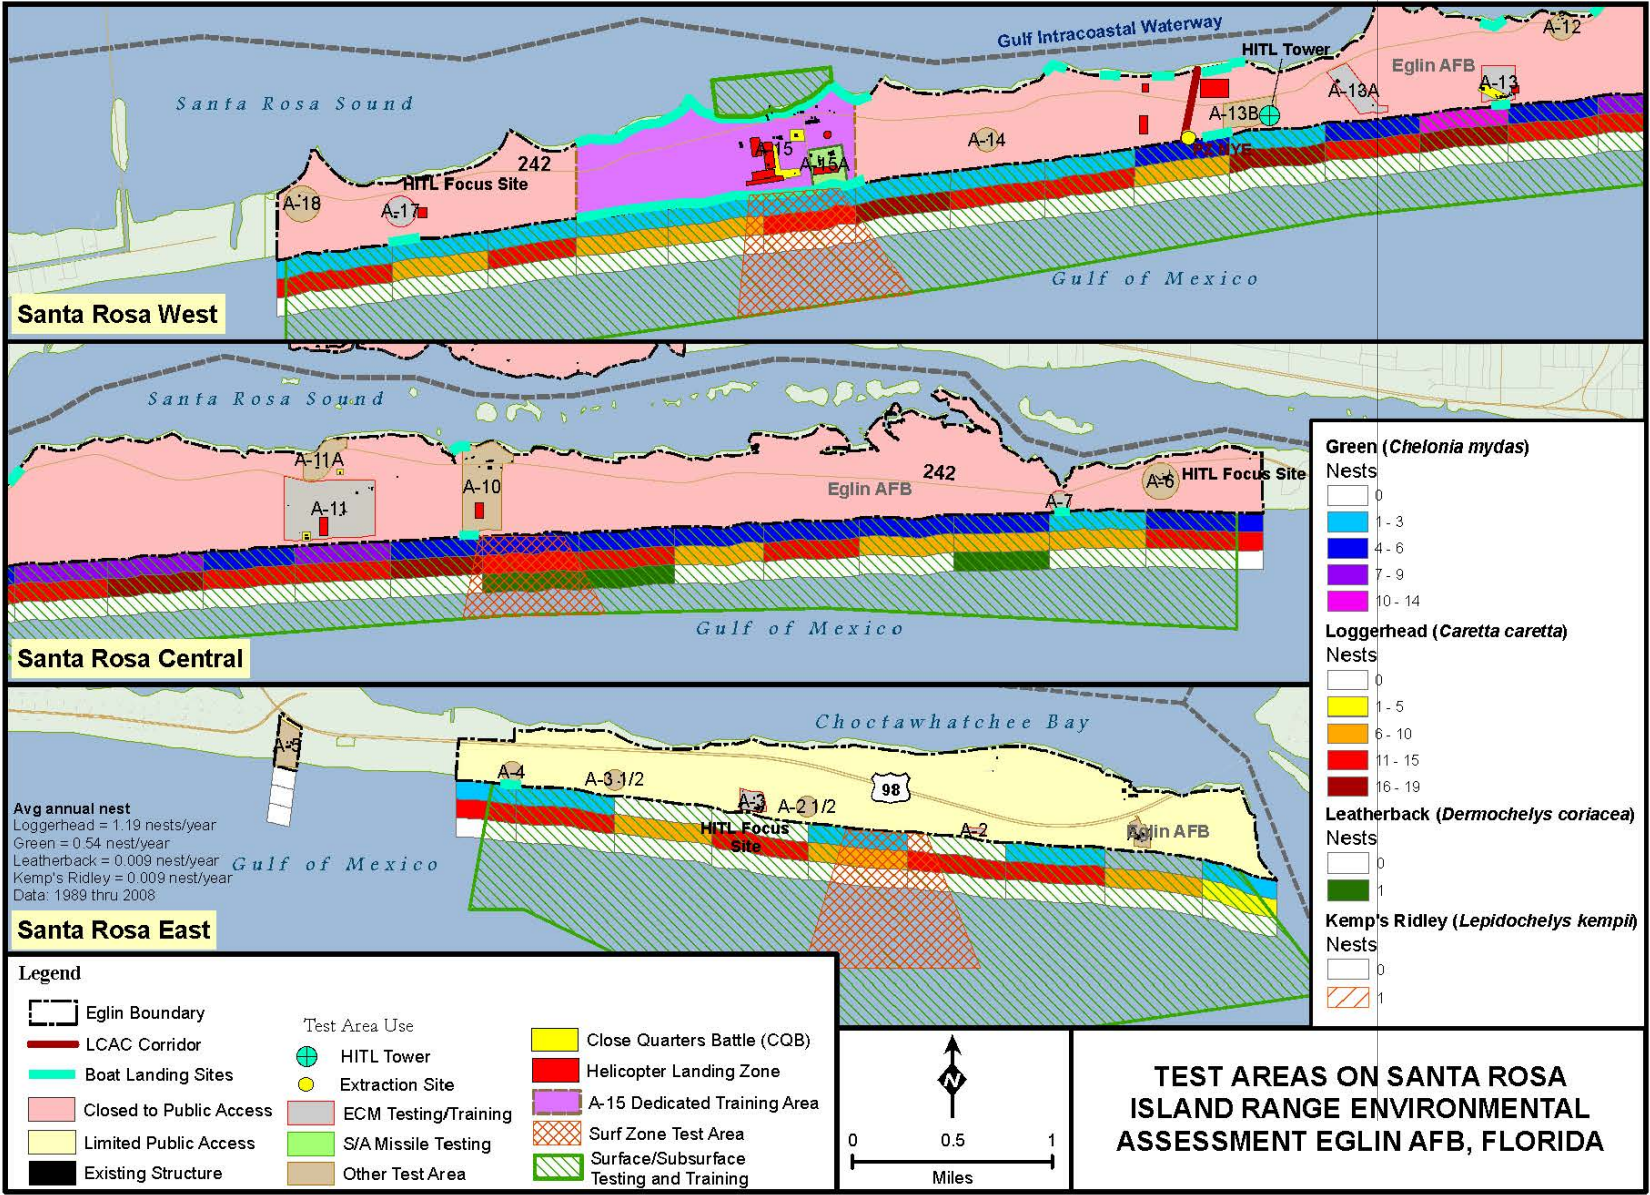 Gulf Intracoastal Waterway
HITL Tower
A-12
Eglin AFB
Santa Rosa Sound
A-13A
A-13
A-13B
A-14
A-15
A-15A
242
HITL Focus Site
A-18
A-17
Gulf of Mexico
Santa Rosa West
Santa Rosa Sound
A-11A
A-11
A-10
Eglin AFB
242
A-7
A-6
HITL Focus Site
Gulf of Mexico
Santa Rosa Central
Choctawhatchee Bay
A-5
A-4
A-3 1/2
A-3
A-2 1/2
98
HITL Focus
Site
A-2
Eglin AFB
Avg annual nest
Loggerhead = 1.19 nests/year
Green = 0.54 nest/year
Leatherback = 0.009 nest/year
Kemp's Ridley = 0.009 nest/year
Data: 1989 thru 2008
Gulf of Mexico
Santa Rosa East
Green (Chelonia mydas)
Nests
0
1 - 3
4 - 6
7 - 9
10 - 14
Loggerhead (Caretta caretta)
Nests
0
1 - 5
6 - 10
11 - 15
16 - 19
Leatherback (Dermochelys coriacea)
Nests
0
1
Kemp's Ridley (Lepidochelys kempii)
Nests
0
1
Legend
Eglin Boundary
LCAC Corridor
Boat Landing Sites
Closed to Public Access
Limited Public Access
Existing Structure
Test Area Use
HITL Tower
Extraction Site
ECM Testing/Training
S/A Missile Testing
Other Test Area
Close Quarters Battle (CQB)
Helicopter Landing Zone
A-15 Dedicated Training Area
Surf Zone Test Area
Surface/Subsurface
Testing and Training
N
0 0.5 1
Miles
TEST AREAS ON SANTA ROSA
ISLAND RANGE ENVIRONMENTAL
ASSESSMENT EGLIN AFB, FLORIDA